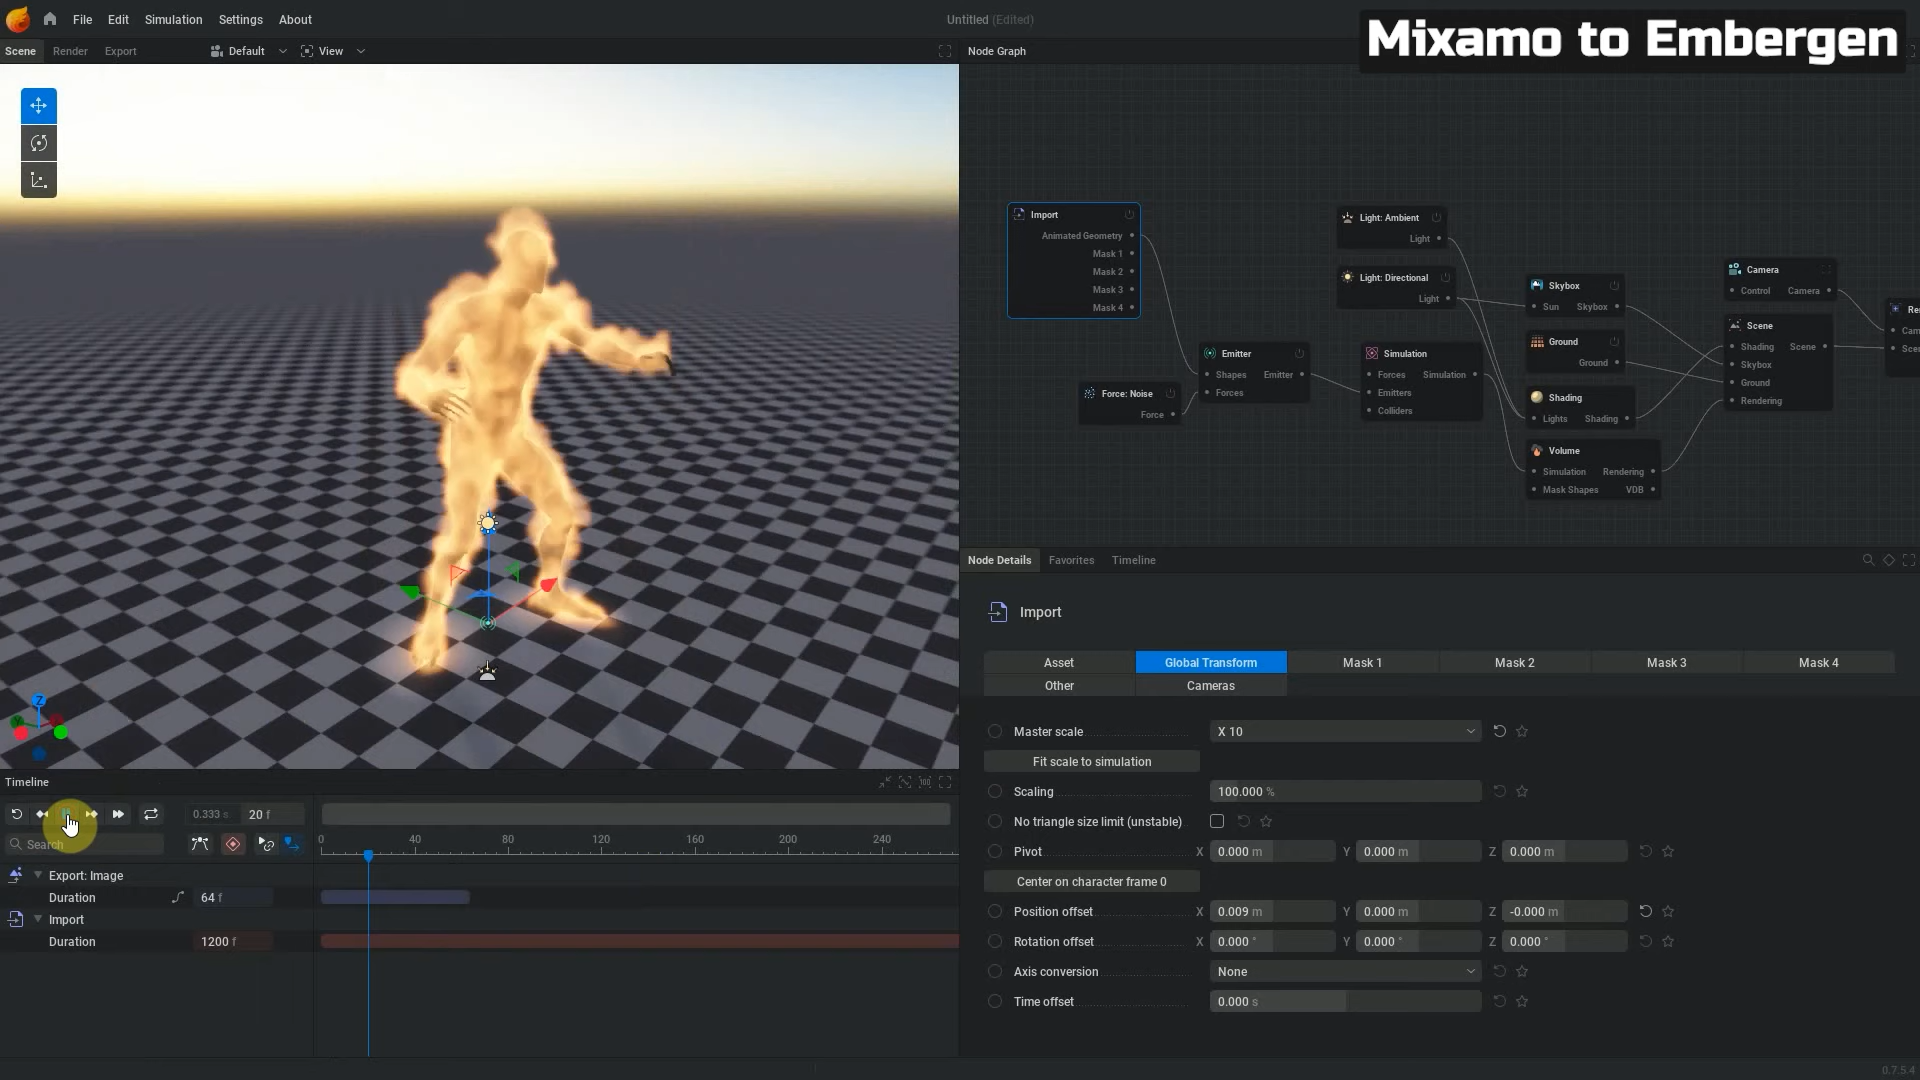 File Edit Simulation Settings About
Untitled (Edited)
Mixamo to Embergen
Scene Render Export
Default
View
Node Graph
Import
Animated Geometry
Mask 1
Mask 2
Mask 3
Mask 4
Light: Ambient
Light
Light: Directional
Light
Force: Noise
Force
Emitter
Shapes Emitter
Forces
Simulation
Forces Simulation
Emitters
Colliders
Skybox
Sun Skybox
Ground
Ground
Shading
Lights Shading
Volume
Simulation Rendering
Mask Shapes VDB
Camera
Control Camera
Scene
Shading Scene
Skybox
Ground
Rendering
Node Details Favorites Timeline
Import
Asset Global Transform Mask 1 Mask 2 Mask 3 Mask 4
Other Cameras
Master scale X 10
Fit scale to simulation
Scaling 100.000 %
No triangle size limit (unstable)
Pivot X 0.000 m Y 0.000 m Z 0.000 m
Center on character frame 0
Position offset X 0.009 m Y 0.000 m Z -0.000 m
Rotation offset X 0.000 ° Y 0.000 ° Z 0.000 °
Axis conversion None
Time offset 0.000 s
Timeline
0.333 s 20 f
Search
0 40 80 120 160 200 240
Export: Image
Duration 64 f
Import
Duration 1200 f
0.7.5.4